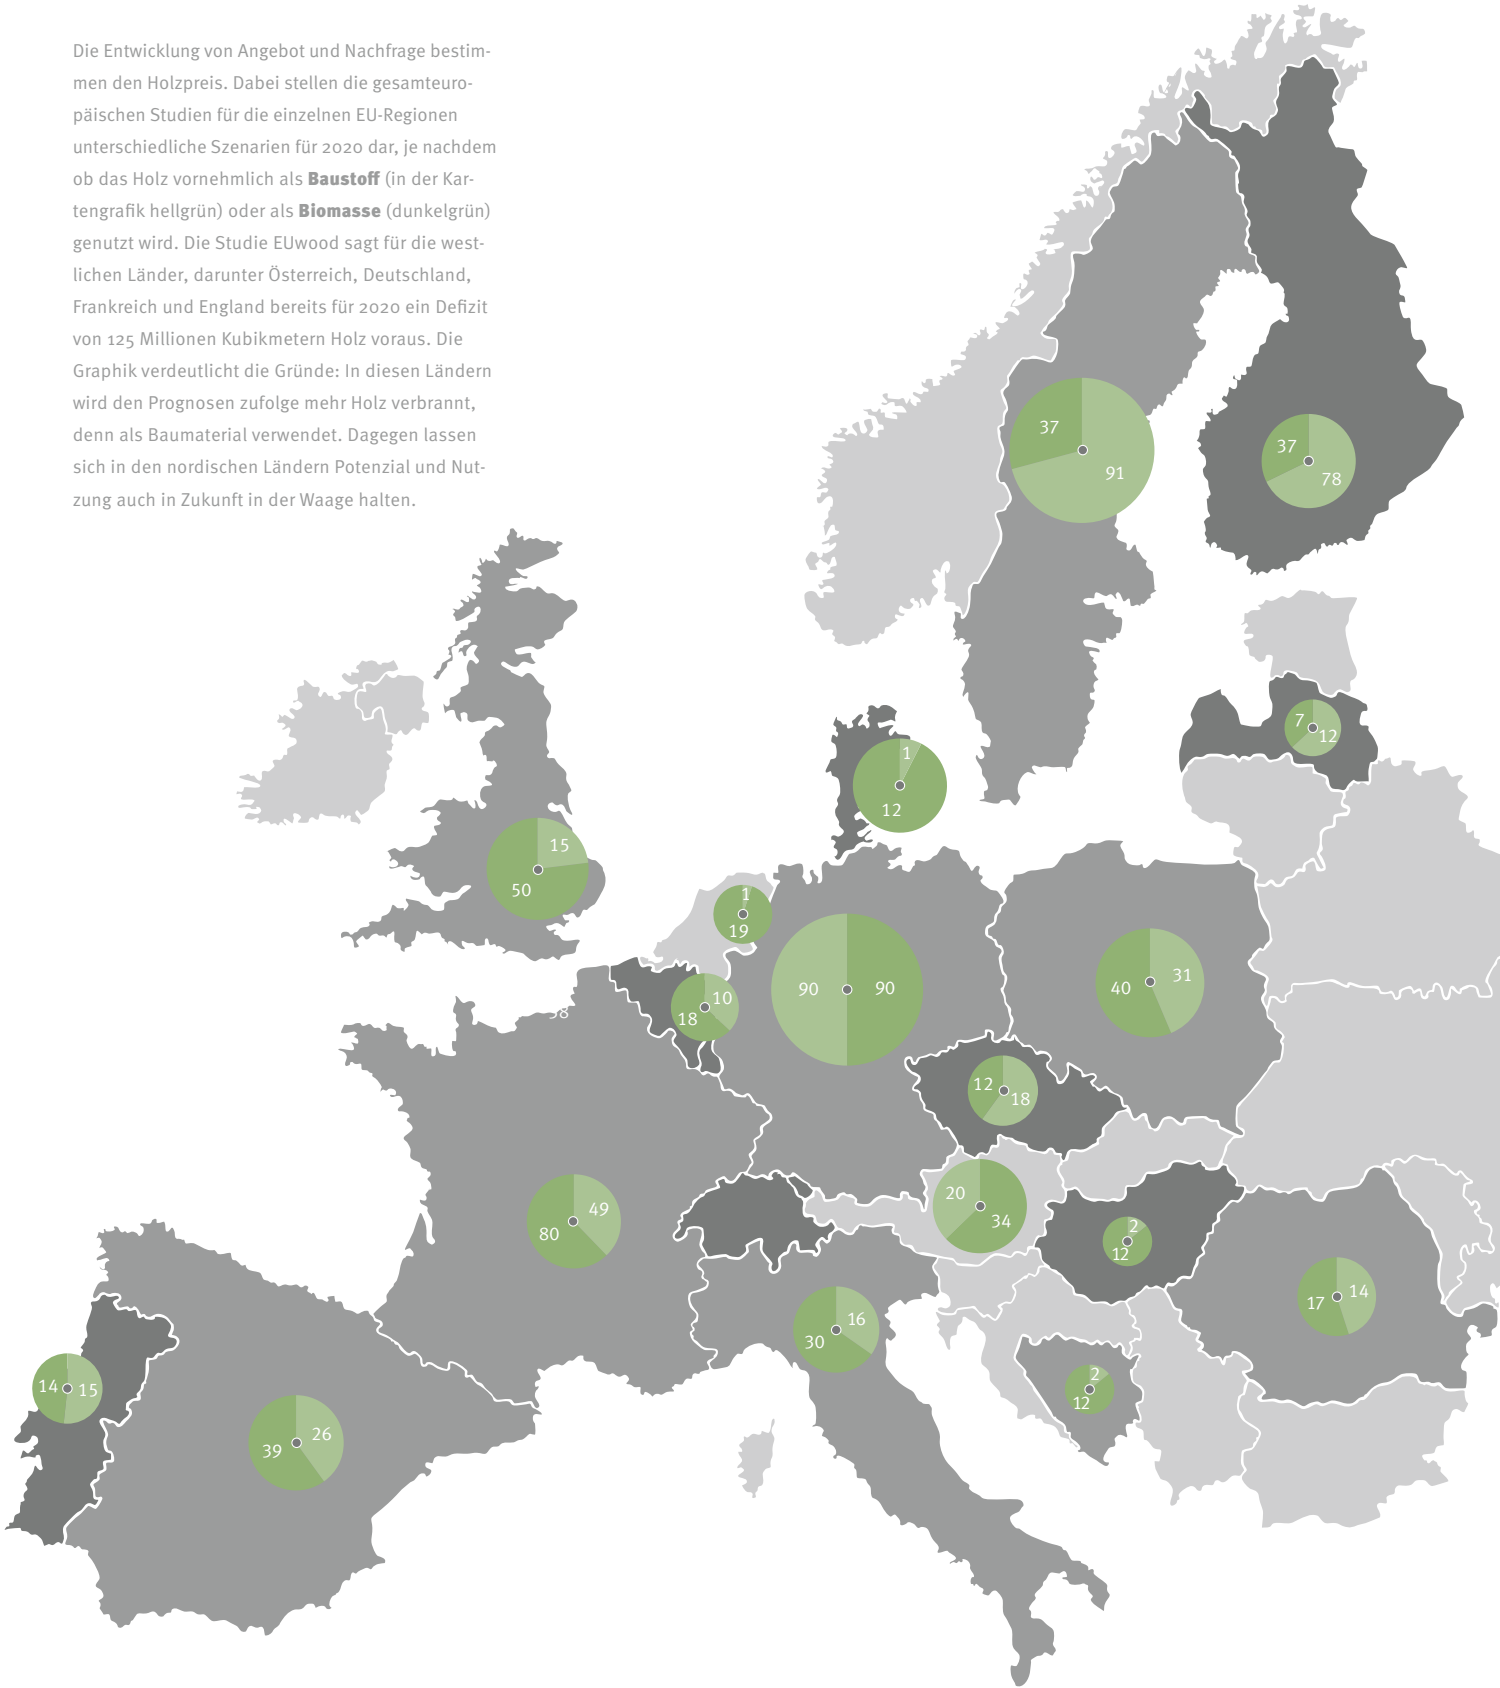 Die Entwicklung von Angebot und Nachfrage bestim-
men den Holzpreis. Dabei stellen die gesamteuro-
päischen Studien für die einzelnen EU-Regionen
unterschiedliche Szenarien für 2020 dar, je nachdem
ob das Holz vornehmlich als Baustoff (in der Kar-
tengrafik hellgrün) oder als Biomasse (dunkelgrün)
genutzt wird. Die Studie EUwood sagt für die west-
lichen Länder, darunter Österreich, Deutschland,
Frankreich und England bereits für 2020 ein Defizit
von 125 Millionen Kubikmetern Holz voraus. Die
Graphik verdeutlicht die Gründe: In diesen Ländern
wird den Prognosen zufolge mehr Holz verbrannt,
denn als Baumaterial verwendet. Dagegen lassen
sich in den nordischen Ländern Potenzial und Nut-
zung auch in Zukunft in der Waage halten.
37
91
37
78
7
12
1
12
15
50
1
19
10
18
38
90
90
31
40
12
18
20
34
49
80
2
12
14
17
16
30
14
15
2
12
26
39